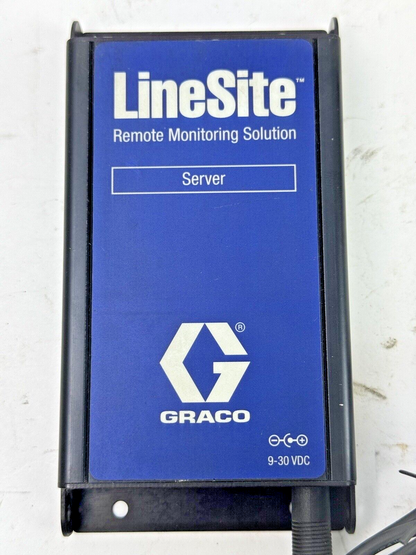 LineSite™
Remote Monitoring Solution
Server
®
GRACO
9-30 VDC